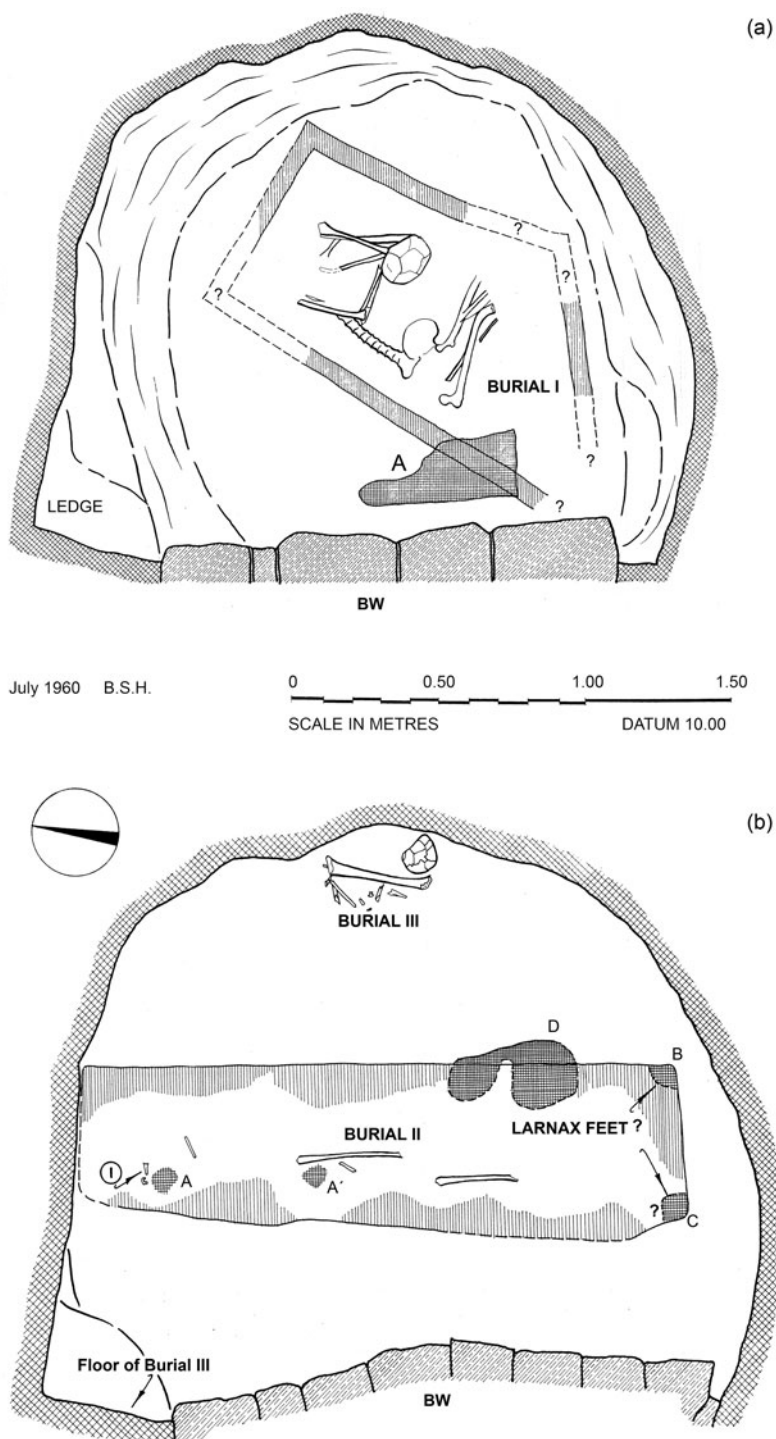 (a)
?
?
?
BURIAL I
A
?
?
LEDGE
BW
July 1960 B.S.H.
0 0.50 1.00 1.50
SCALE IN METRES DATUM 10.00
(b)
BURIAL III
D
B
LARNAX FEET ?
BURIAL II
I
A
A´
?
C
Floor of Burial III
BW